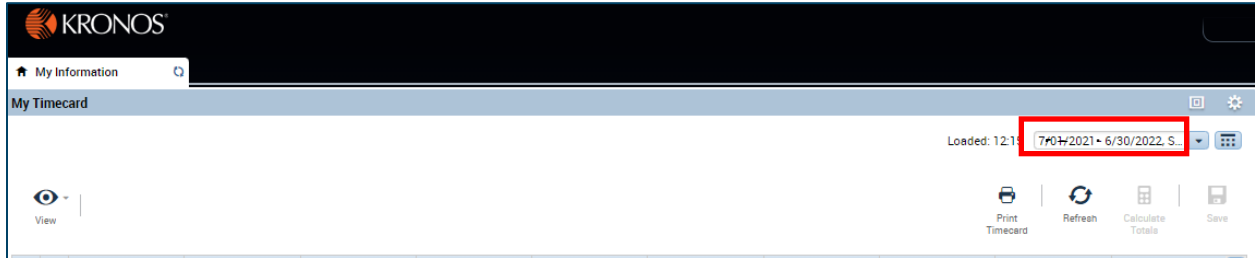 KRONOS
My Information
My Timecard
Loaded: 12:15 7/01/2021 - 6/30/2022, S...
View
Print Timecard
Refresh
Calculate Totals
Save